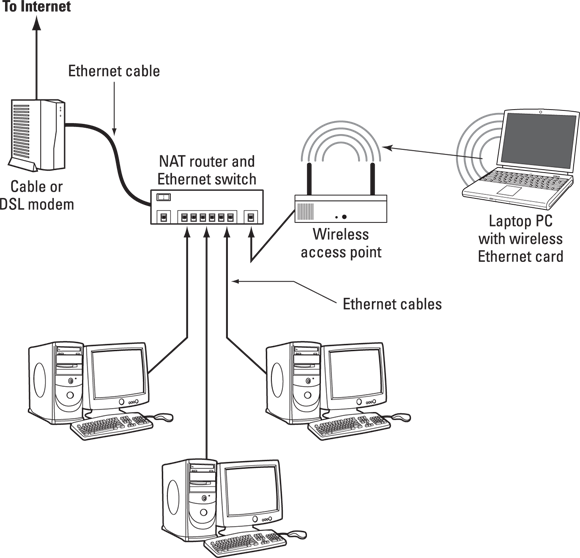 To Internet
Ethernet cable
NAT router and
Ethernet switch
Cable or
DSL modem
Wireless
access point
Laptop PC
with wireless
Ethernet card
Ethernet cables